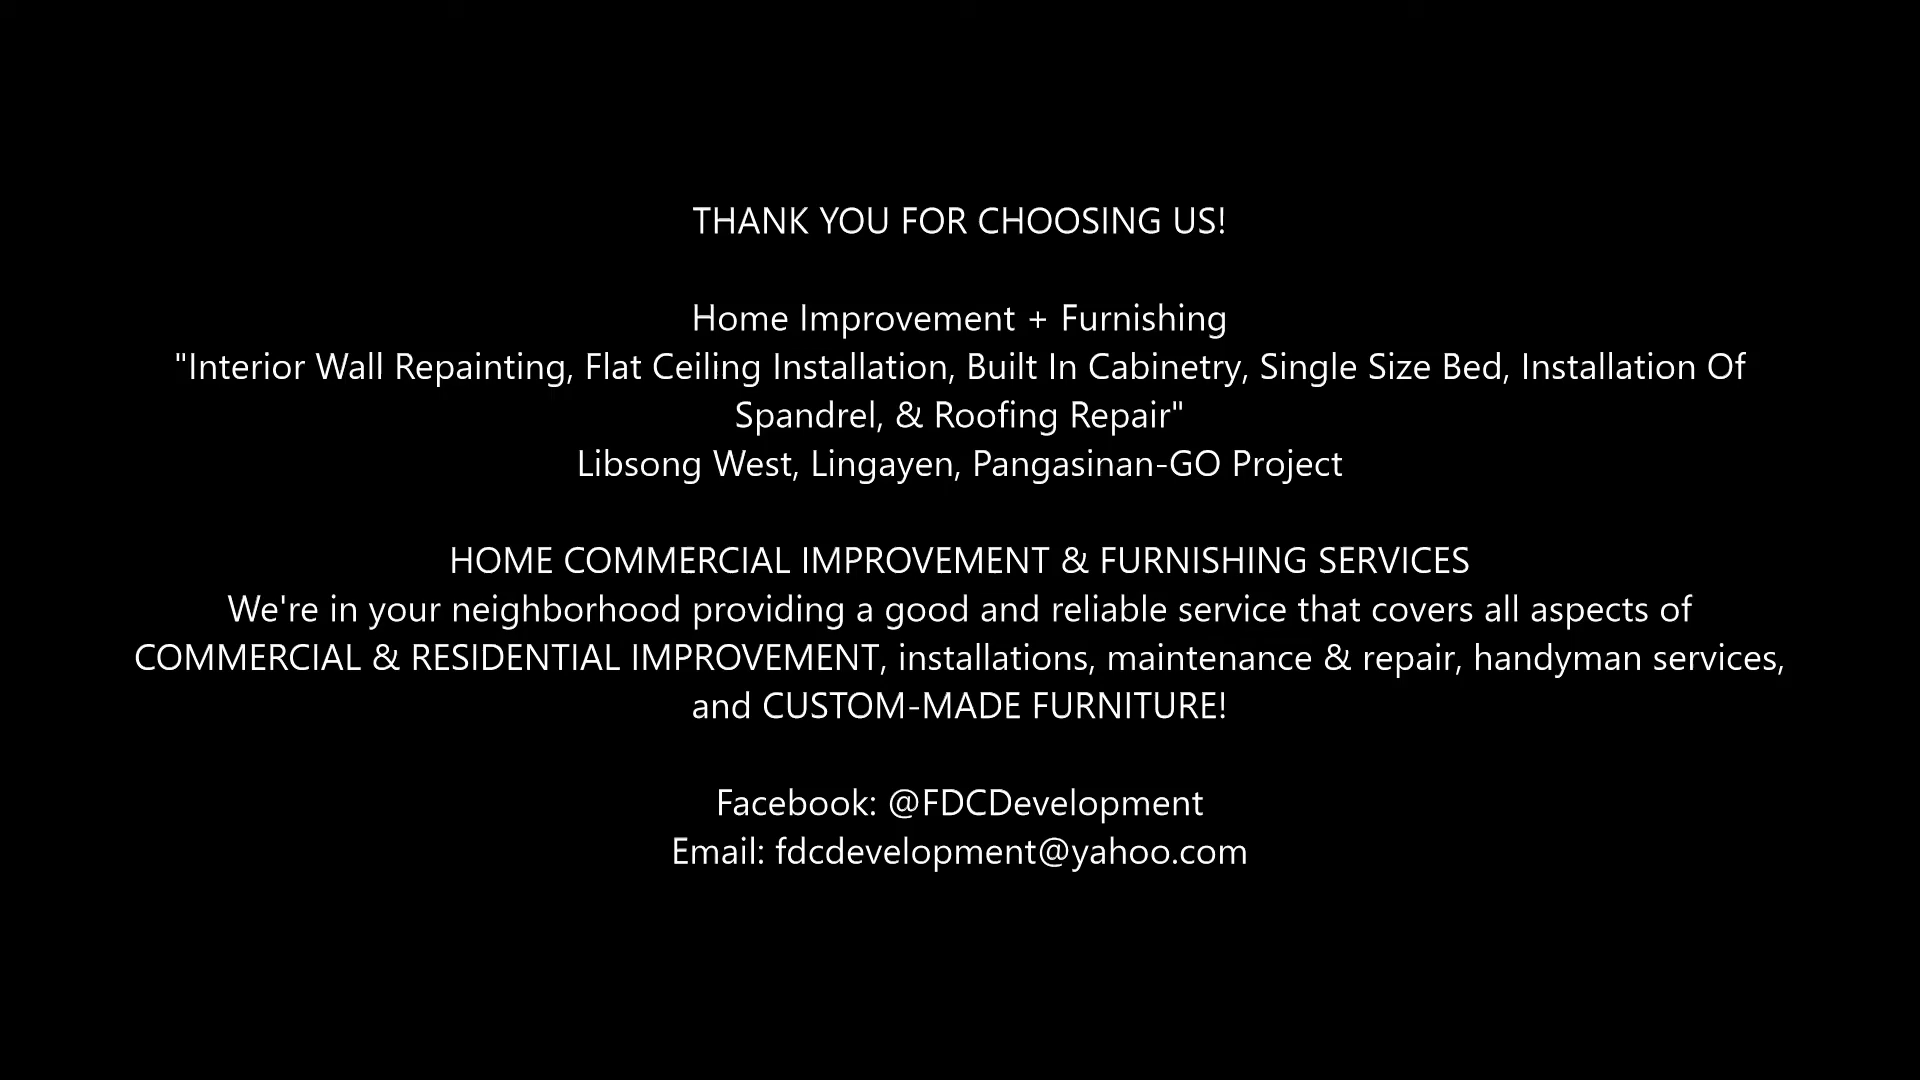 THANK YOU FOR CHOOSING US!
Home Improvement + Furnishing
"Interior Wall Repainting, Flat Ceiling Installation, Built In Cabinetry, Single Size Bed, Installation Of
Spandrel, & Roofing Repair"
Libsong West, Lingayen, Pangasinan-GO Project
HOME COMMERCIAL IMPROVEMENT & FURNISHING SERVICES
We're in your neighborhood providing a good and reliable service that covers all aspects of
COMMERCIAL & RESIDENTIAL IMPROVEMENT, installations, maintenance & repair, handyman services,
and CUSTOM-MADE FURNITURE!
Facebook: @FDCDevelopment
Email: fdcdevelopment@yahoo.com